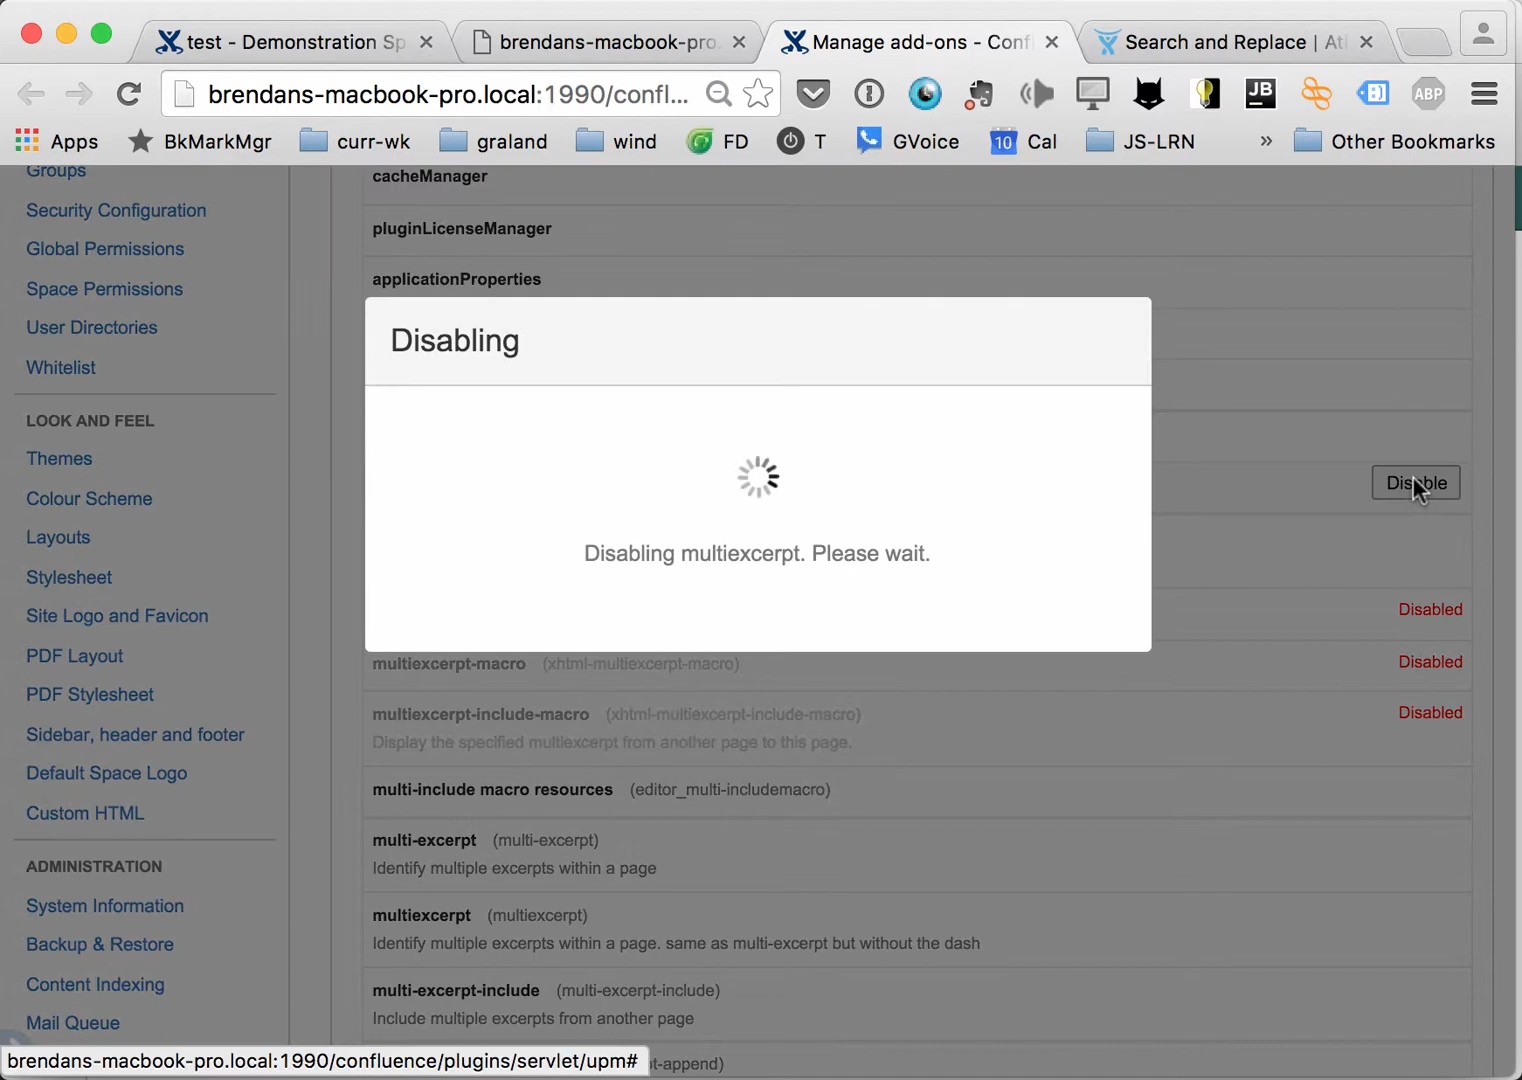 test - Demonstration Sp
brendans-macbook-pro.
Manage add-ons - Conf
Search and Replace | Atl
brendans-macbook-pro.local:1990/confl...
JB
ABP
Apps
BkMarkMgr
curr-wk
graland
wind
FD
T
GVoice
10
Cal
JS-LRN
»
Other Bookmarks
Groups
Security Configuration
Global Permissions
Space Permissions
User Directories
Whitelist
LOOK AND FEEL
Themes
Colour Scheme
Layouts
Stylesheet
Site Logo and Favicon
PDF Layout
PDF Stylesheet
Sidebar, header and footer
Default Space Logo
Custom HTML
ADMINISTRATION
System Information
Backup & Restore
Content Indexing
Mail Queue
cacheManager
pluginLicenseManager
applicationProperties
Disabling
Disabling multiexcerpt. Please wait.
Disable
Disabled
multiexcerpt-macro (xhtml-multiexcerpt-macro) Disabled
multiexcerpt-include-macro (xhtml-multiexcerpt-include-macro) Disabled
Display the specified multiexcerpt from another page to this page.
multi-include macro resources (editor_multi-includemacro)
multi-excerpt (multi-excerpt)
Identify multiple excerpts within a page
multiexcerpt (multiexcerpt)
Identify multiple excerpts within a page. same as multi-excerpt but without the dash
multi-excerpt-include (multi-excerpt-include)
Include multiple excerpts from another page
t-append)
brendans-macbook-pro.local:1990/confluence/plugins/servlet/upm#